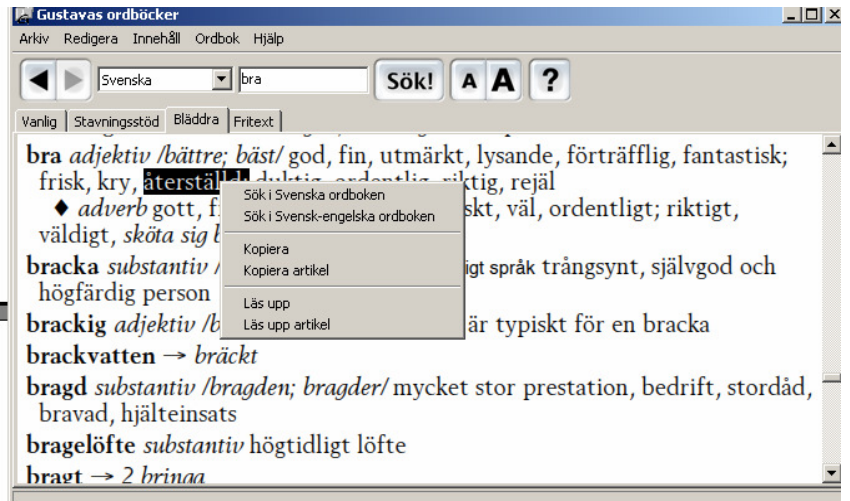 Gustavas ordböcker
Arkiv Redigera Innehåll Ordbok Hjälp
Svenska bra Sök! A A ?
Vanlig Stavningsstöd Bläddra Fritext
bra adjektiv /bättre; bäst/ god, fin, utmärkt, lysande, förträfflig, fantastisk;
frisk, kry, återställd; duktig, ordentlig, riktig, rejäl
♦ adverb gott, skt, väl, ordentligt; riktigt,
väldigt, sköta sig
bracka substantiv / igt språk trångsynt, självgod och
högfärdig person
brackig adjektiv /b är typiskt för en bracka
brackvatten → bräckt
bragd substantiv /bragden; bragder/ mycket stor prestation, bedrift, stordåd,
bravad, hjälteinsats
bragelöfte substantiv högtidligt löfte
bragt → 2 bringa
Sök i Svenska ordboken
Sök i Svensk-engelska ordboken
Kopiera
Kopiera artikel
Läs upp
Läs upp artikel